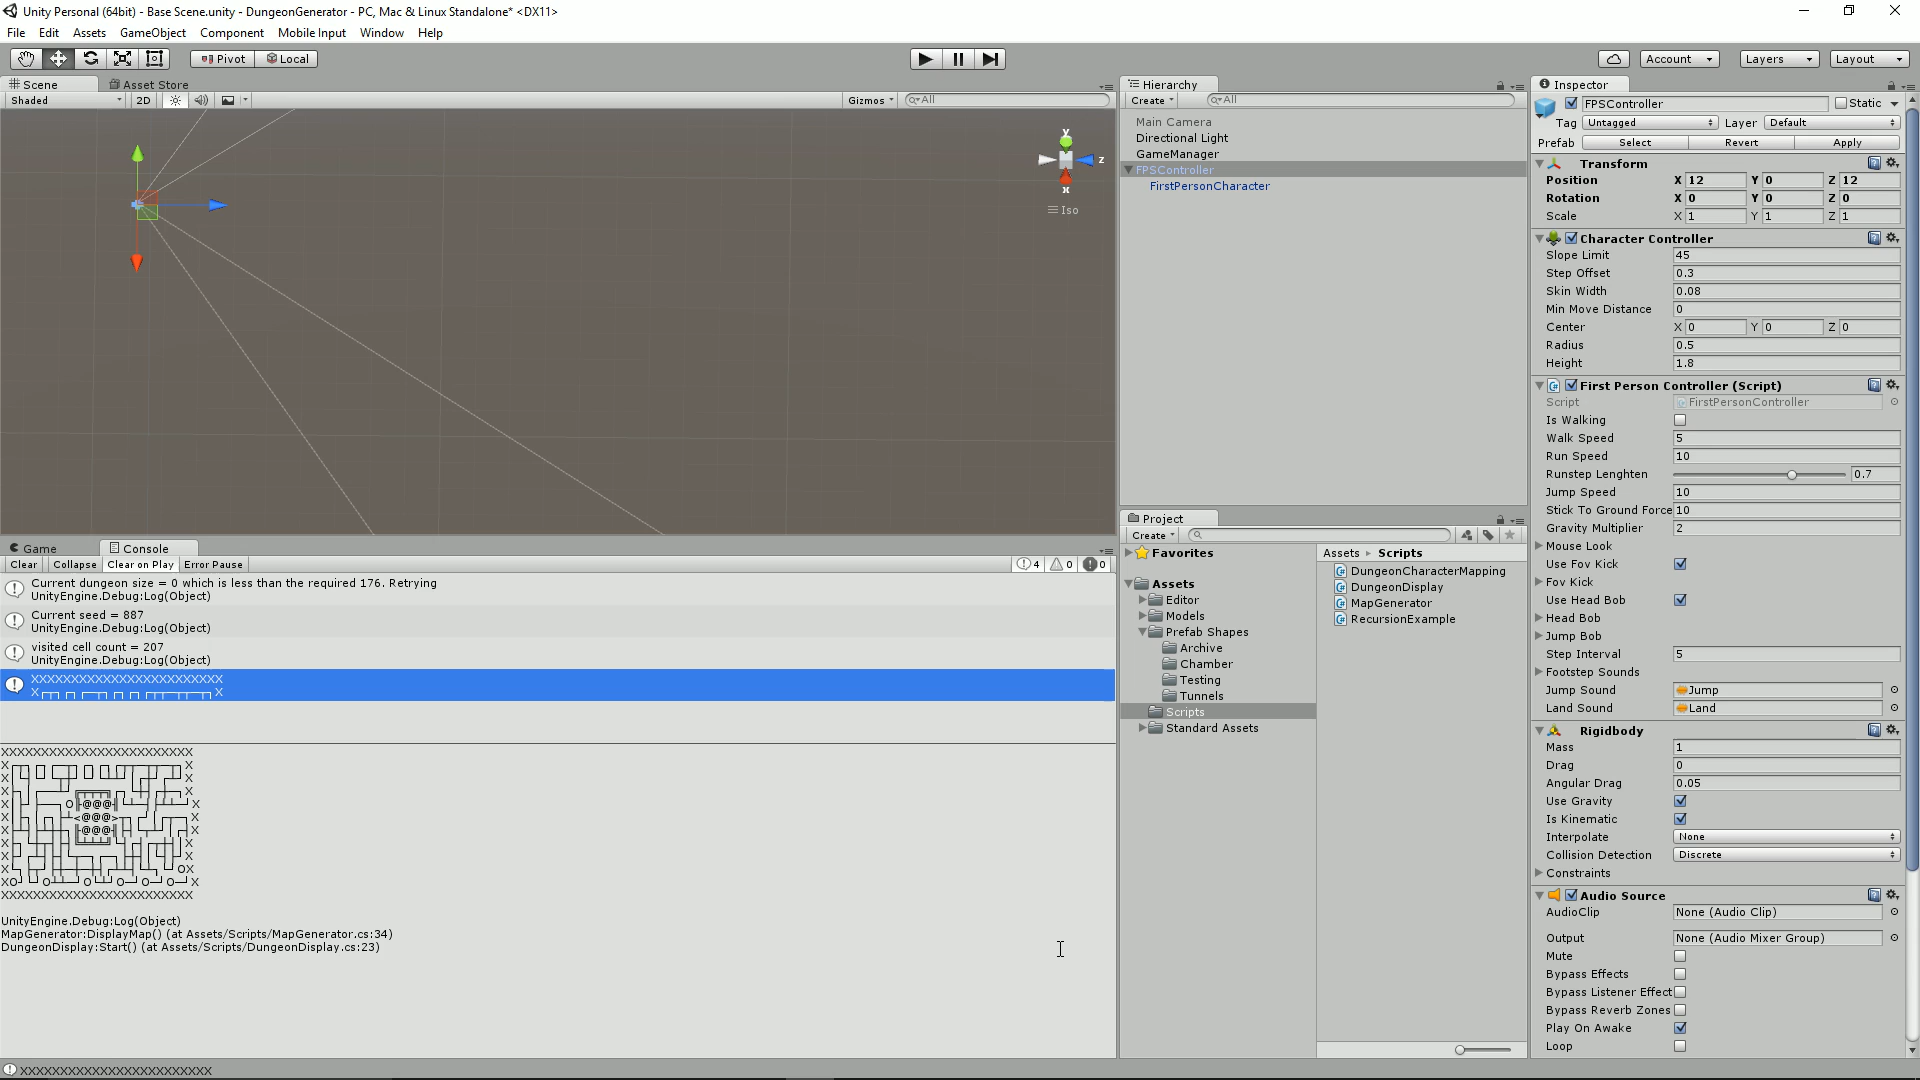 Unity Personal (64bit) - Base Scene.unity - DungeonGenerator - PC, Mac & Linux Standalone* <DX11>
File Edit Assets GameObject Component Mobile Input Window Help
Pivot Local Account Layers Layout
Scene Asset Store
Shaded 2D Gizmos All
y
z
x
Iso
Hierarchy
Create All
Main Camera
Directional Light
GameManager
FPSController
FirstPersonCharacter
Game Console
Clear Collapse Clear on Play Error Pause 4 0 0
Current dungeon size = 0 which is less than the required 176. Retrying
UnityEngine.Debug:Log(Object)
Current seed = 887
UnityEngine.Debug:Log(Object)
visited cell count = 207
UnityEngine.Debug:Log(Object)
XXXXXXXXXXXXXXXXXXXXXXXX
XXXXXXXXXXXXXXXXXXXXXXXX
XXXXXXXXXXXXXXXXXXXXXXXX
UnityEngine.Debug:Log(Object)
MapGenerator:DisplayMap() (at Assets/Scripts/MapGenerator.cs:34)
DungeonDisplay:Start() (at Assets/Scripts/DungeonDisplay.cs:23)
XXXXXXXXXXXXXXXXXXXXXXXX
Project
Create
Favorites
Assets
Editor
Models
Prefab Shapes
Archive
Chamber
Testing
Tunnels
Scripts
Standard Assets
Assets Scripts
DungeonCharacterMapping
DungeonDisplay
MapGenerator
RecursionExample
Inspector
FPSController Static
Tag Untagged Layer Default
Prefab Select Revert Apply
Transform
Position X 12 Y 0 Z 12
Rotation X 0 Y 0 Z 0
Scale X 1 Y 1 Z 1
Character Controller
Slope Limit 45
Step Offset 0.3
Skin Width 0.08
Min Move Distance 0
Center X 0 Y 0 Z 0
Radius 0.5
Height 1.8
First Person Controller (Script)
Script FirstPersonController
Is Walking
Walk Speed 5
Run Speed 10
Runstep Lenghten 0.7
Jump Speed 10
Stick To Ground Force 10
Gravity Multiplier 2
Mouse Look
Use Fov Kick
Fov Kick
Use Head Bob
Head Bob
Jump Bob
Step Interval 5
Footstep Sounds
Jump Sound Jump
Land Sound Land
Rigidbody
Mass 1
Drag 0
Angular Drag 0.05
Use Gravity
Is Kinematic
Interpolate None
Collision Detection Discrete
Constraints
Audio Source
AudioClip None (Audio Clip)
Output None (Audio Mixer Group)
Mute
Bypass Effects
Bypass Listener Effect
Bypass Reverb Zones
Play On Awake
Loop